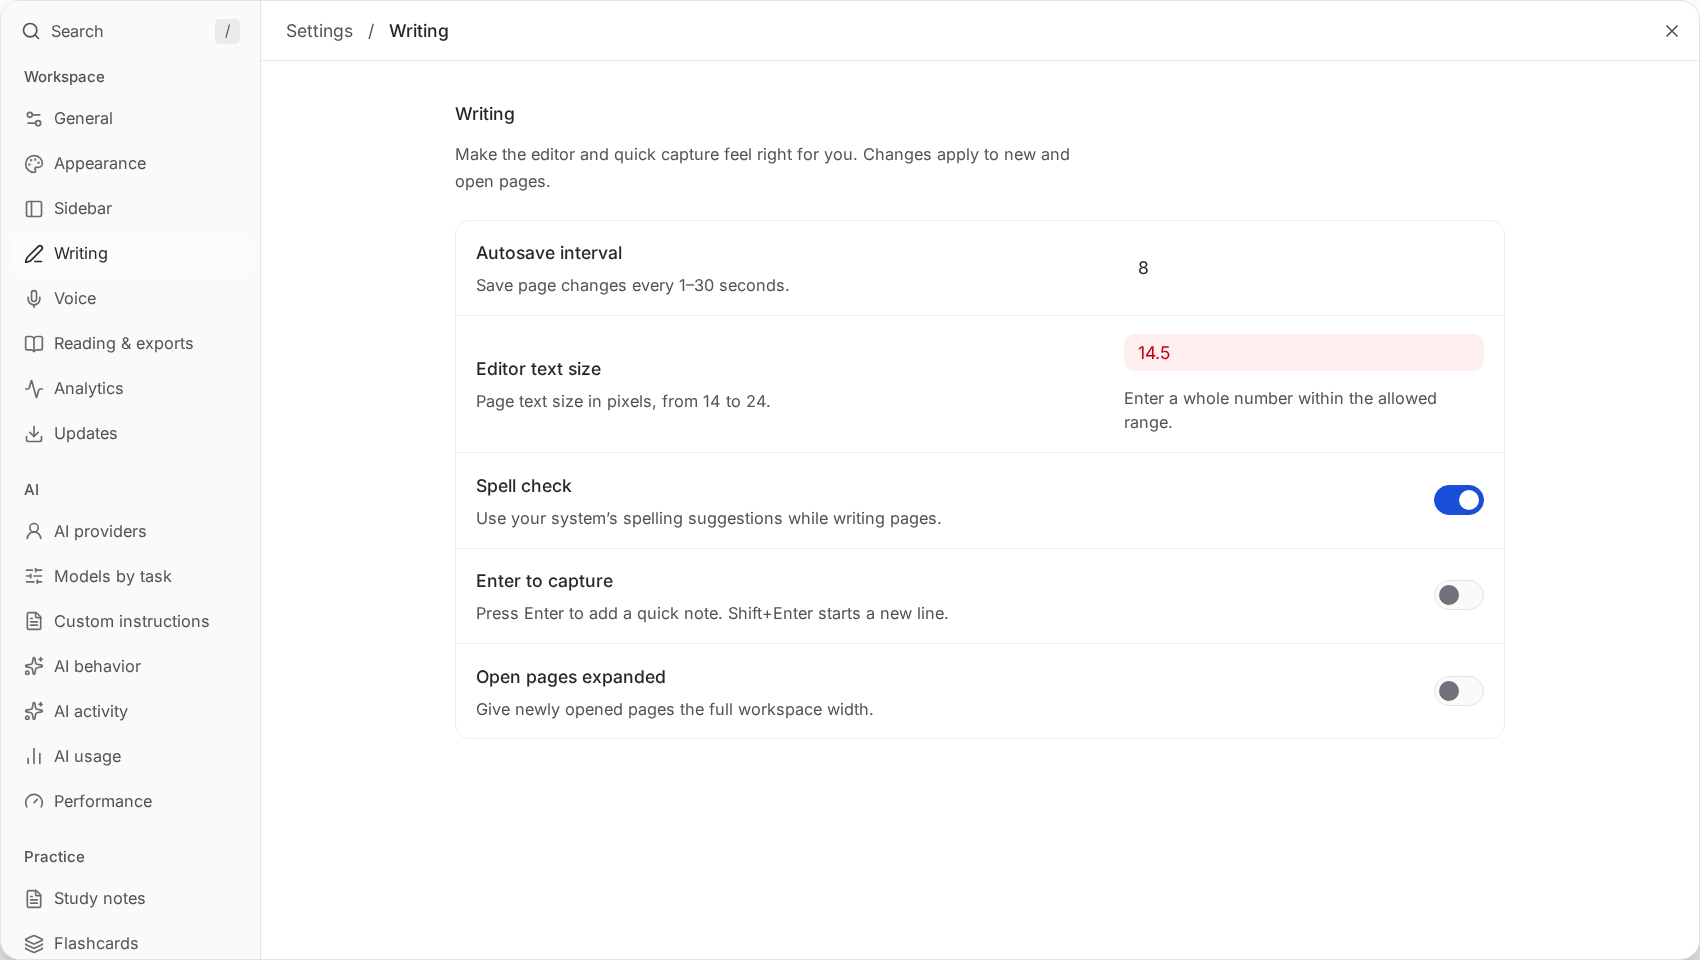 Search /
Workspace
General
Appearance
Sidebar
Writing
Voice
Reading & exports
Analytics
Updates
AI
AI providers
Models by task
Custom instructions
AI behavior
AI activity
AI usage
Performance
Practice
Study notes
Flashcards
Settings / Writing
Writing
Make the editor and quick capture feel right for you. Changes apply to new and
open pages.
Autosave interval
Save page changes every 1–30 seconds.
8
Editor text size
Page text size in pixels, from 14 to 24.
14.5
Enter a whole number within the allowed
range.
Spell check
Use your system’s spelling suggestions while writing pages.
Enter to capture
Press Enter to add a quick note. Shift+Enter starts a new line.
Open pages expanded
Give newly opened pages the full workspace width.